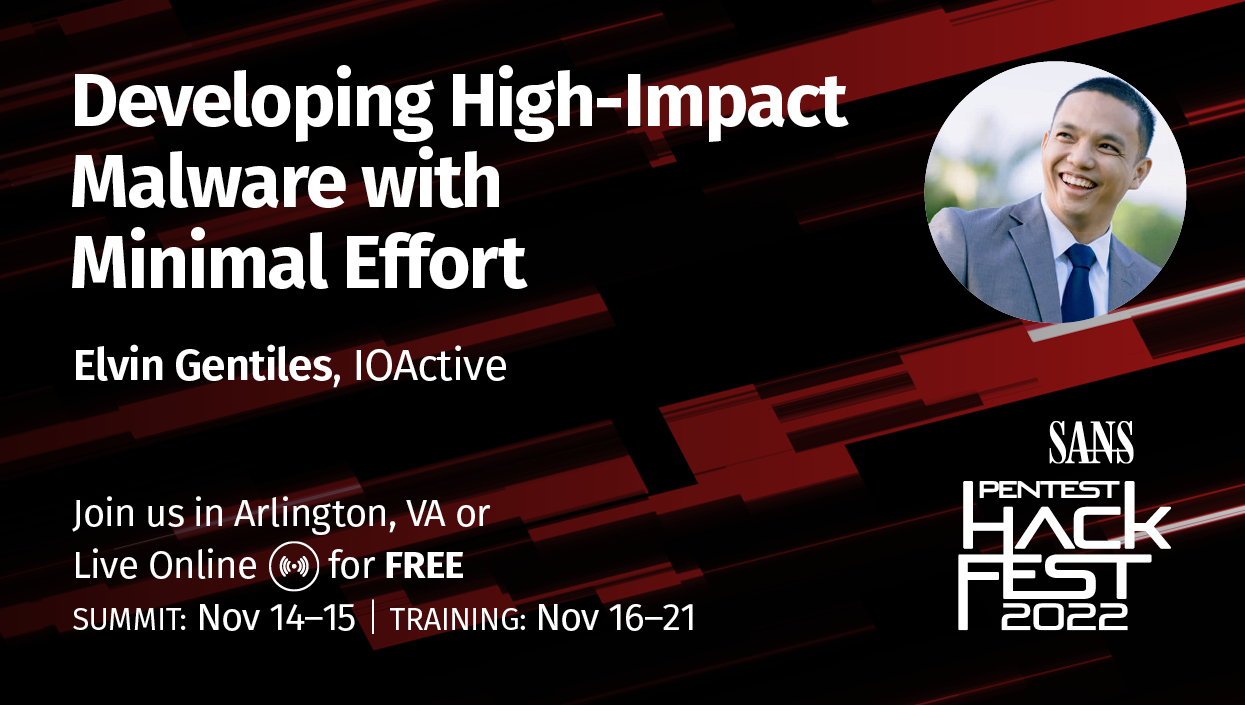 Developing High-Impact
Malware with
Minimal Effort
Elvin Gentiles, IOActive
Join us in Arlington, VA or
Live Online for FREE
SUMMIT: Nov 14–15 | TRAINING: Nov 16–21
SANS
PENTEST
HACK
FEST
2022